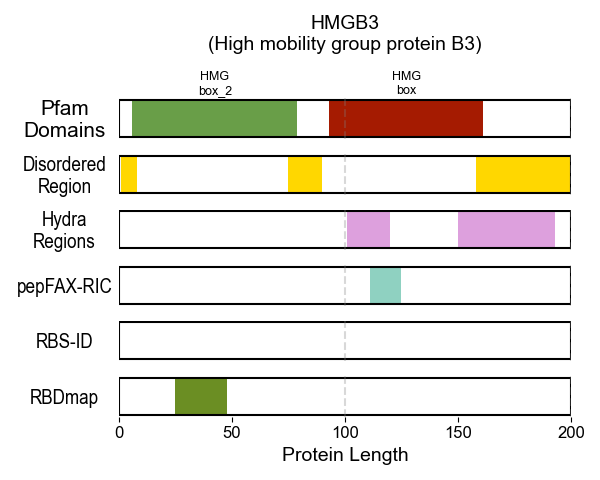 HMGB3
(High mobility group protein B3)
HMG
box_2
HMG
box
Pfam
Domains
Disordered
Region
Hydra
Regions
pepFAX-RIC
RBS-ID
RBDmap
0 50 100 150 200
Protein Length